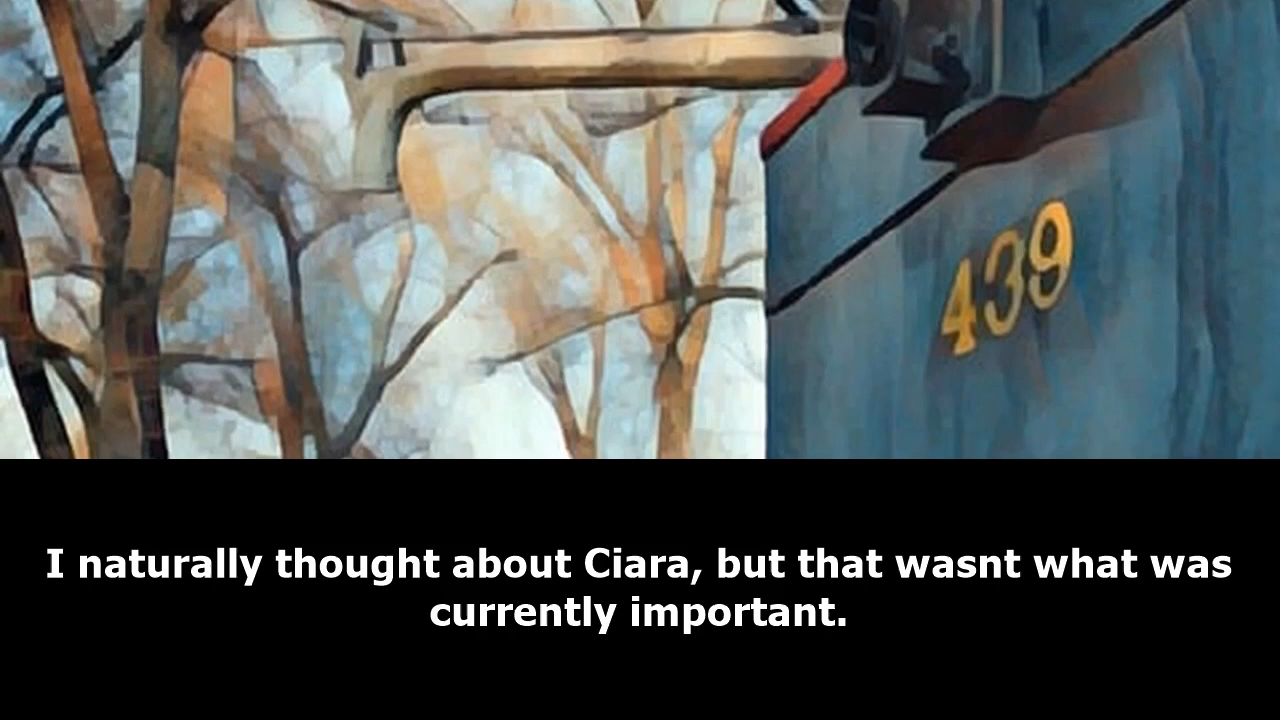 439
I naturally thought about Ciara, but that wasnt what was
currently important.